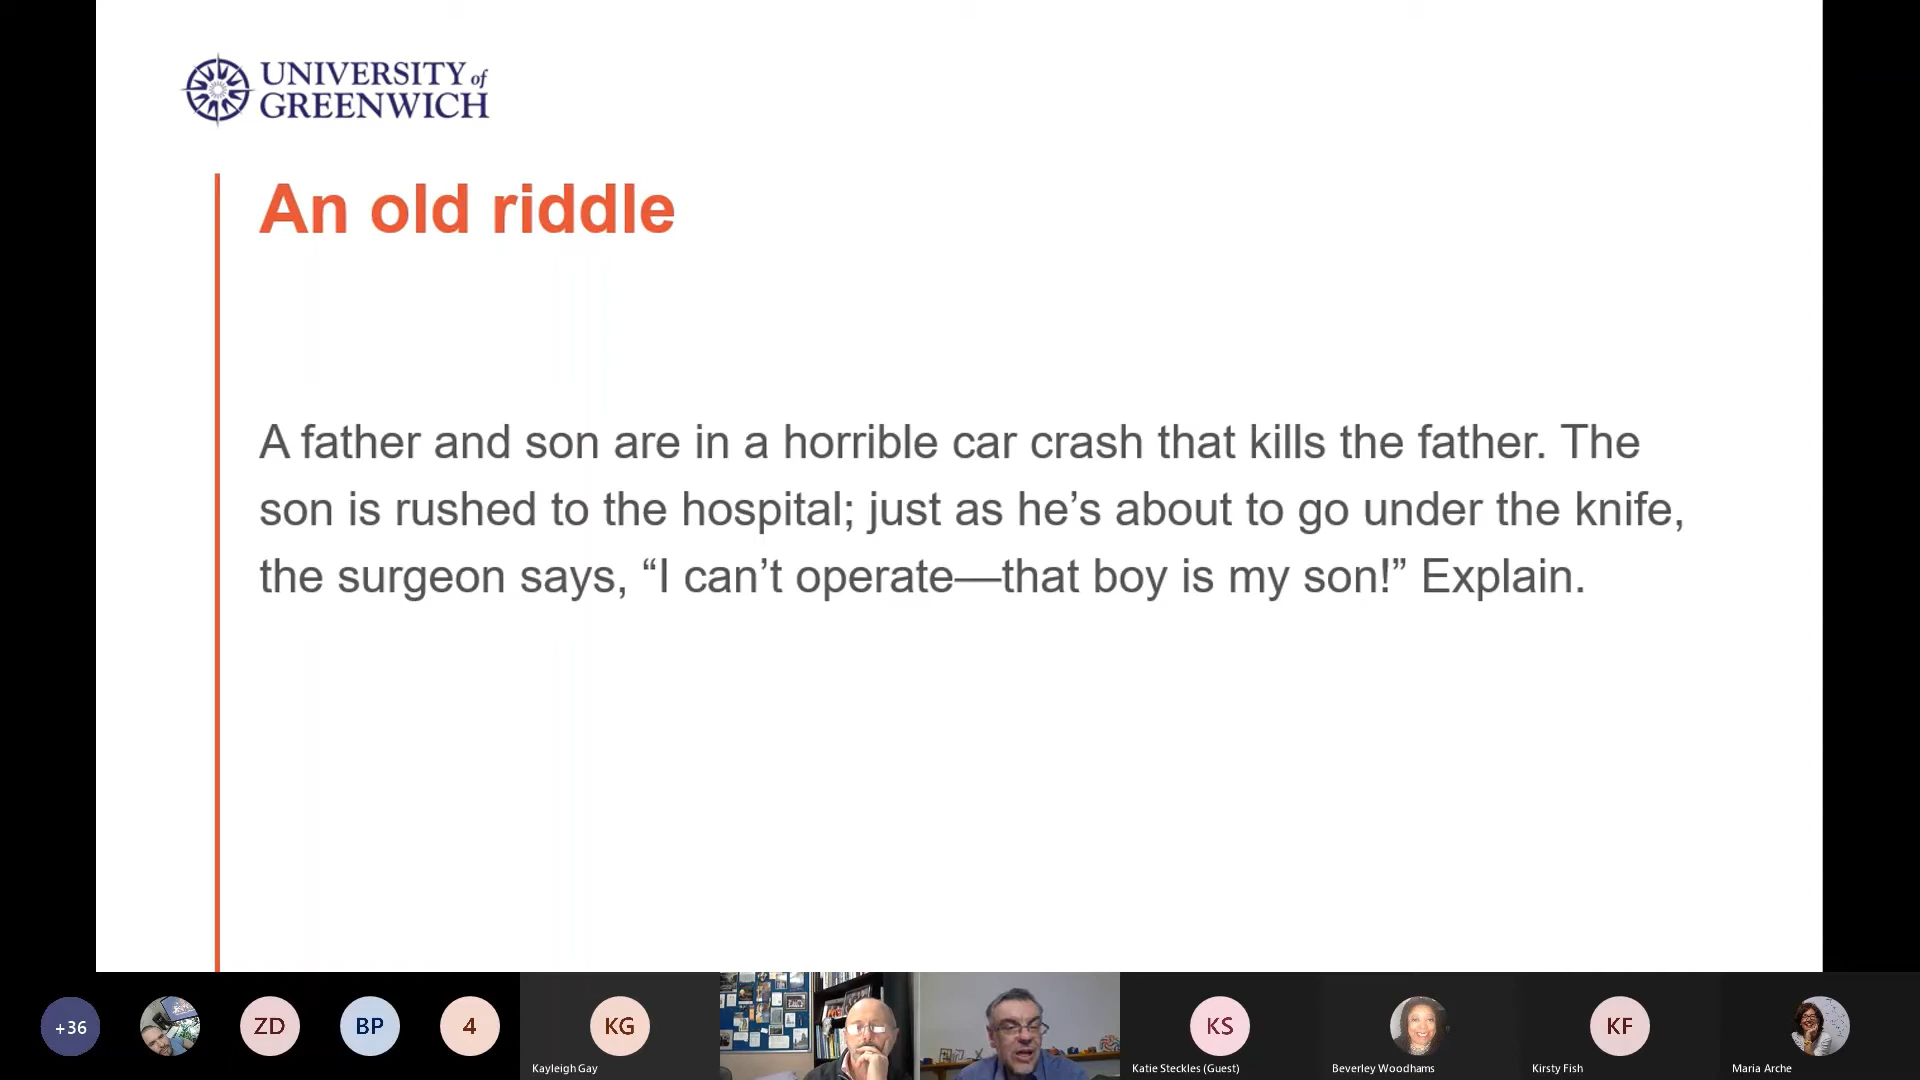 UNIVERSITY of
GREENWICH
An old riddle
A father and son are in a horrible car crash that kills the father. The
son is rushed to the hospital; just as he’s about to go under the knife,
the surgeon says, “I can’t operate—that boy is my son!” Explain.
+36
ZD
BP
4
KG
KS
KF
Kayleigh Gay
Katie Steckles (Guest)
Beverley Woodhams
Kirsty Fish
Maria Arche